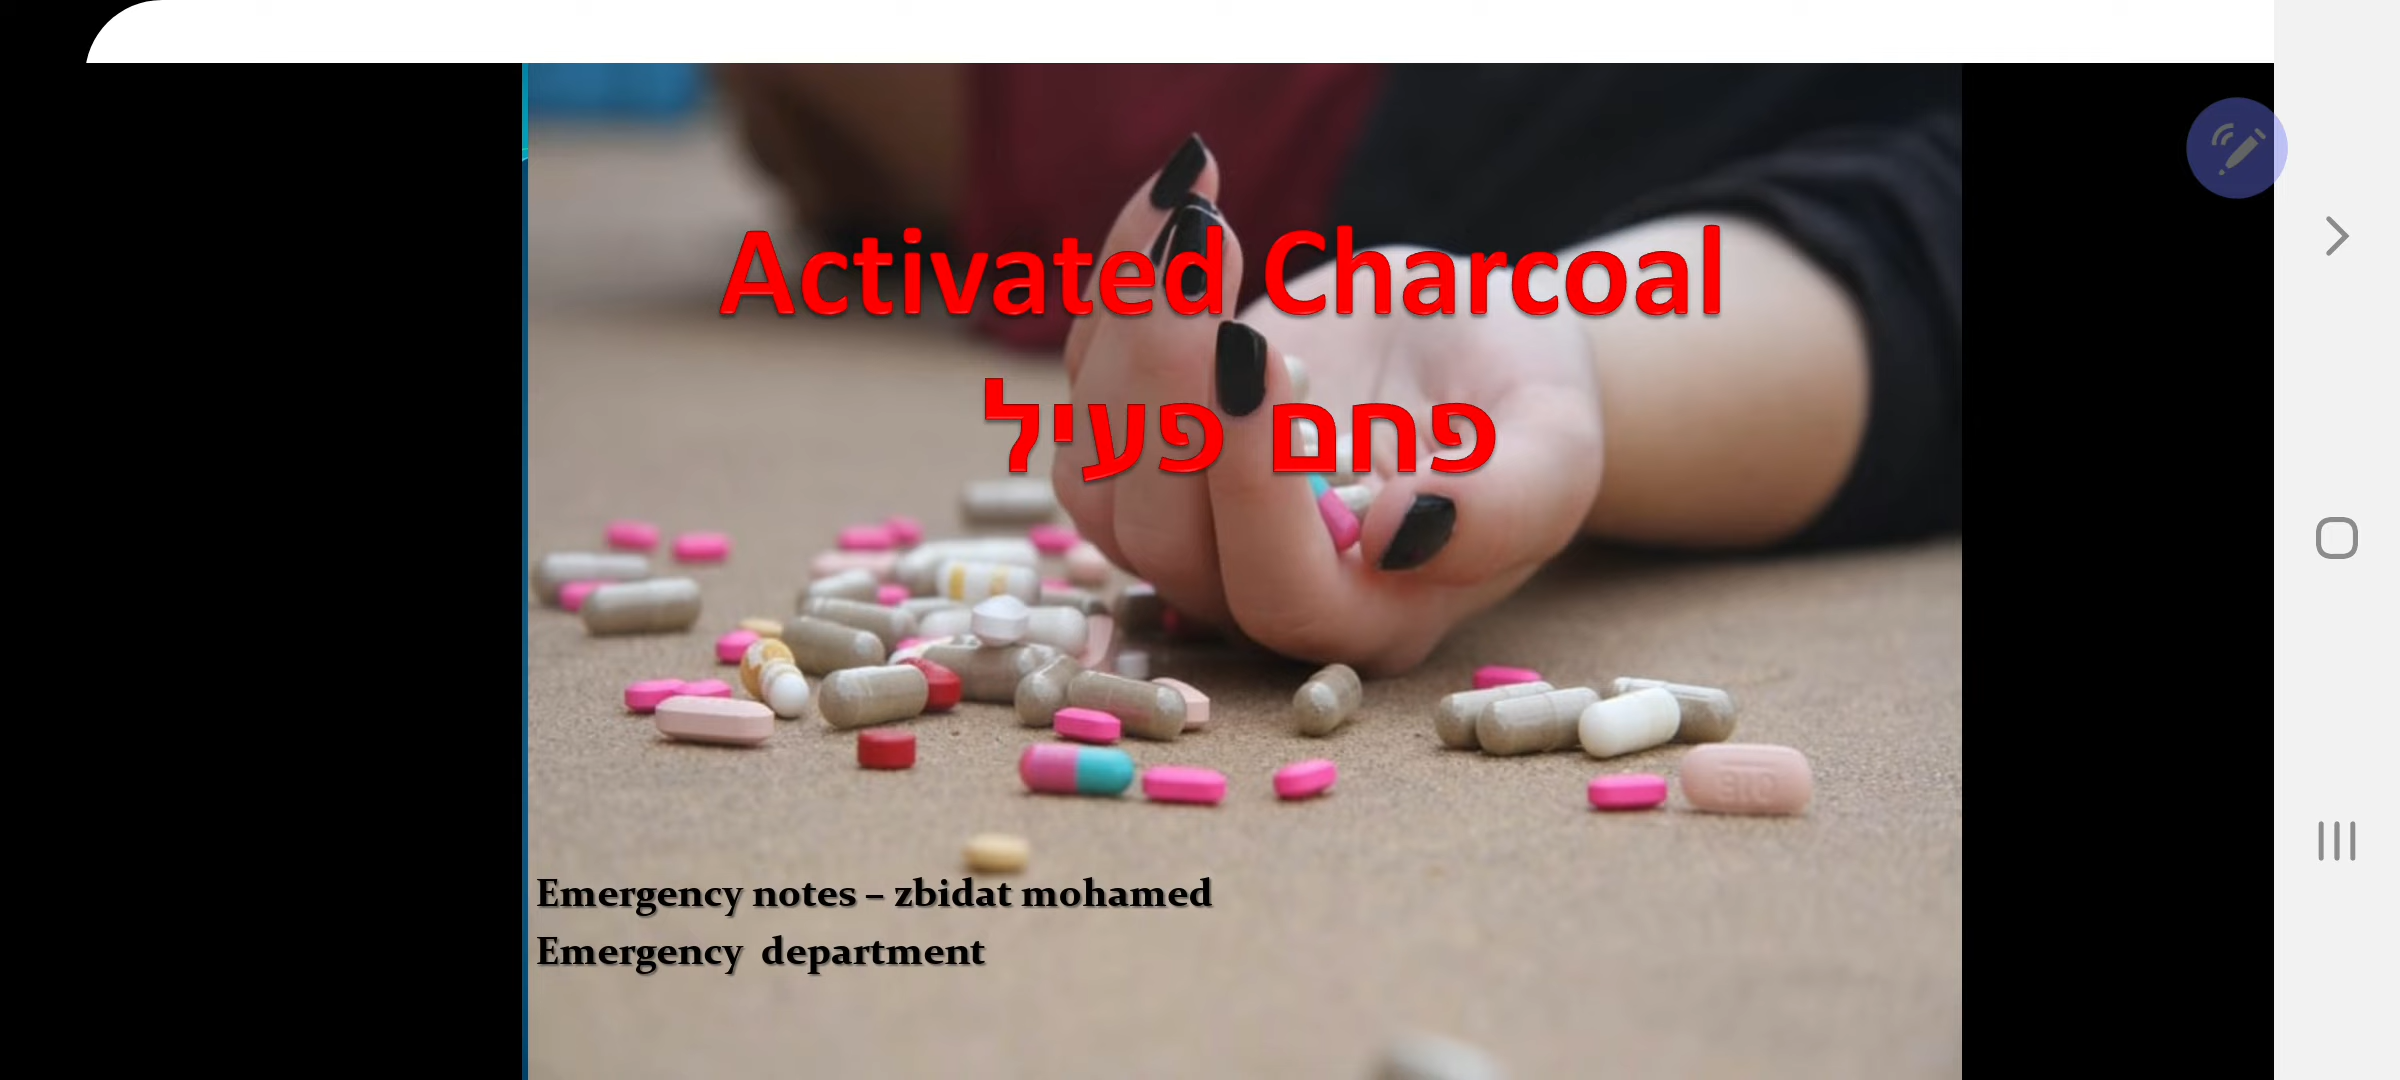 Activated Charcoal
פחם פעיל
Emergency notes – zbidat mohamed
Emergency  department